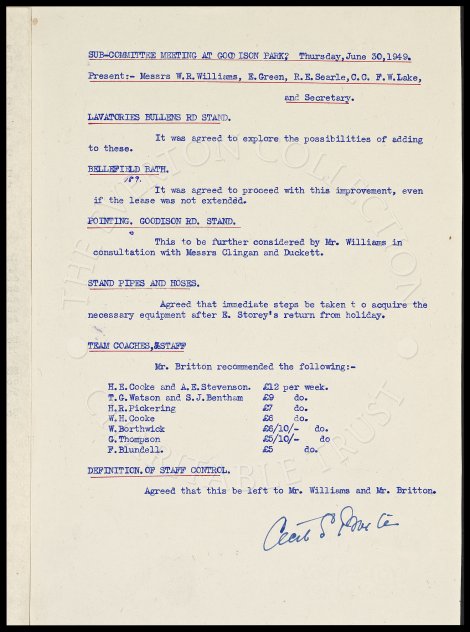 SUB-COMMITTEE MEETING AT GOODISON PARK? Thursday, June 30,1949.
Present:- Messrs W.R.Williams, E.Green, R.E.Searle, C.C. F.W.Lake,
and Secretary.
LAVATORIES BULLENS RD STAND.
It was agreed to explore the possibilities of adding
to these.
BELLEFIELD BATH.
It was agreed to proceed with this improvement, even
if the lease was not extended.
POINTING. GOODISON RD. STAND.
This to be further considered by Mr. Williams in
consultation with Messrs Clingan and Duckett.
STAND PIPES AND HOSES.
Agreed that immediate steps be taken t o acquire the
necessary equipment after E. Storey's return from holiday.
TEAM COACHES,&STAFF
Mr. Britton recommended the following:-
H.E.Cooke and A.E.Stevenson. £12 per week.
T.G.Watson and S.J.Bentham £9 do.
H.R.Pickering £7 do.
W.H.Cooke £6 do.
W.Borthwick £6/10/- do.
G.Thompson £5/10/- do
F.Blundell. £5 do.
DEFINITION.OF STAFF CONTROL.
Agreed that this be left to Mr. Williams and Mr. Britton.
THE EVERTON COLLECTION
CHARITABLE TRUST